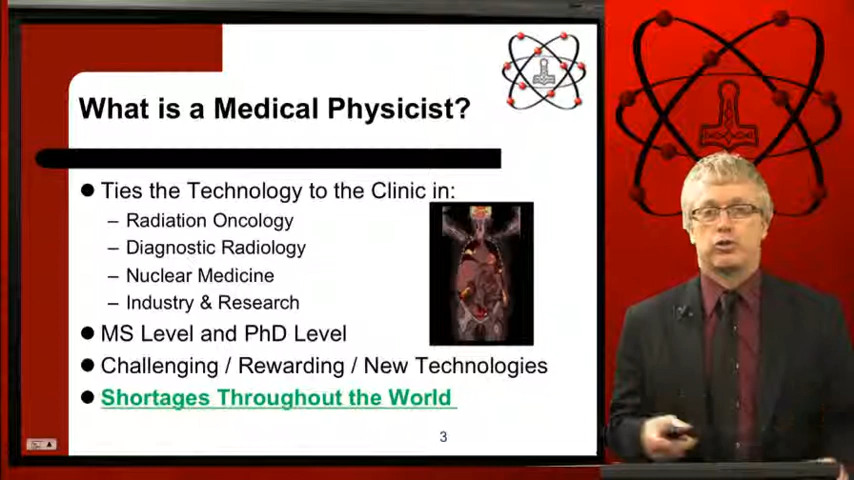 What is a Medical Physicist?
● Ties the Technology to the Clinic in:
– Radiation Oncology
– Diagnostic Radiology
– Nuclear Medicine
– Industry & Research
● MS Level and PhD Level
● Challenging / Rewarding / New Technologies
● Shortages Throughout the World
3